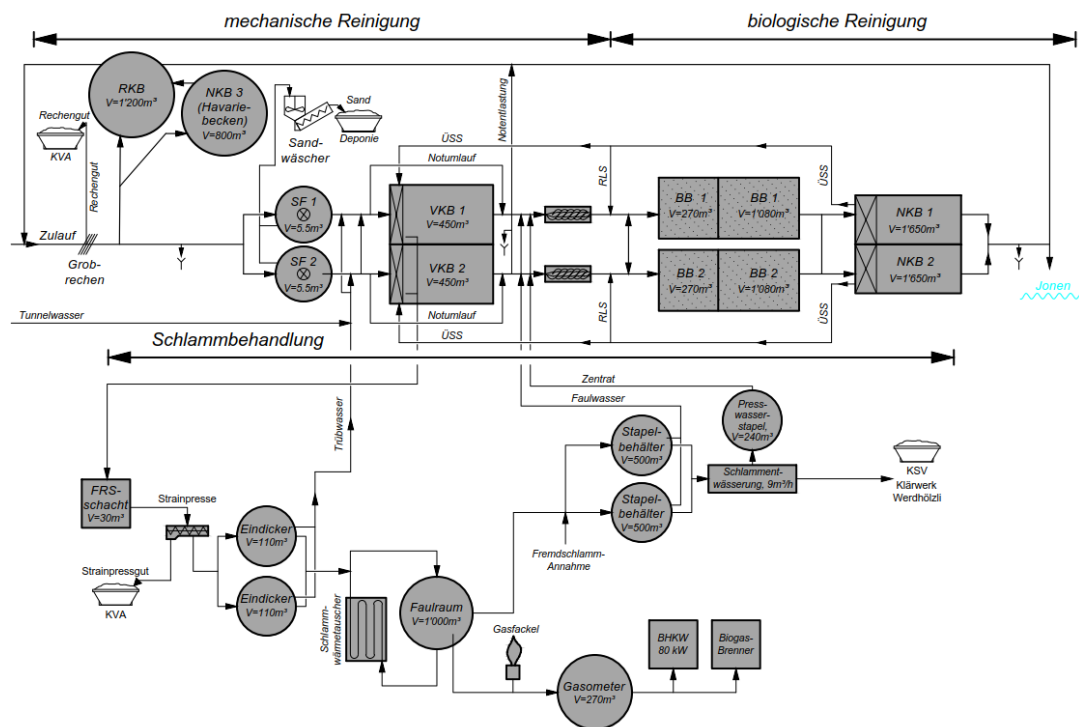 mechanische Reinigung
biologische Reinigung
RKB
V=1'200m³
NKB 3
(Havarie-
becken)
V=800m³
Rechengut
KVA
Rechengut
Sand
Deponie
Sand-
wäscher
Notentlastung
ÜSS
Notumlauf
RLS
ÜSS
SF 1
V=5.5m³
VKB 1
V=450m³
BB 1
V=270m³
BB 1
V=1'080m³
NKB 1
V=1'650m³
Zulauf
Grob-
rechen
SF 2
V=5.5m³
VKB 2
V=450m³
BB 2
V=270m³
BB 2
V=1'080m³
NKB 2
V=1'650m³
Jonen
Tunnelwasser
Notumlauf
RLS
ÜSS
ÜSS
Schlammbehandlung
Zentrat
Faulwasser
Trübwasser
Press-
wasser-
stapel,
V=240m³
Stapel-
behälter
V=500m³
Schlamment-
wässerung, 9m³/h
KSV
Klärwerk
Werdhölzli
Stapel-
behälter
V=500m³
Fremdschlamm-
Annahme
FRS-
schacht
V=30m³
Strainpresse
Eindicker
V=110m³
Strainpressgut
KVA
Eindicker
V=110m³
Schlamm-
wärmetauscher
Faulraum
V=1'000m³
Gasfackel
Gasometer
V=270m³
BHKW
80 kW
Biogas-
Brenner